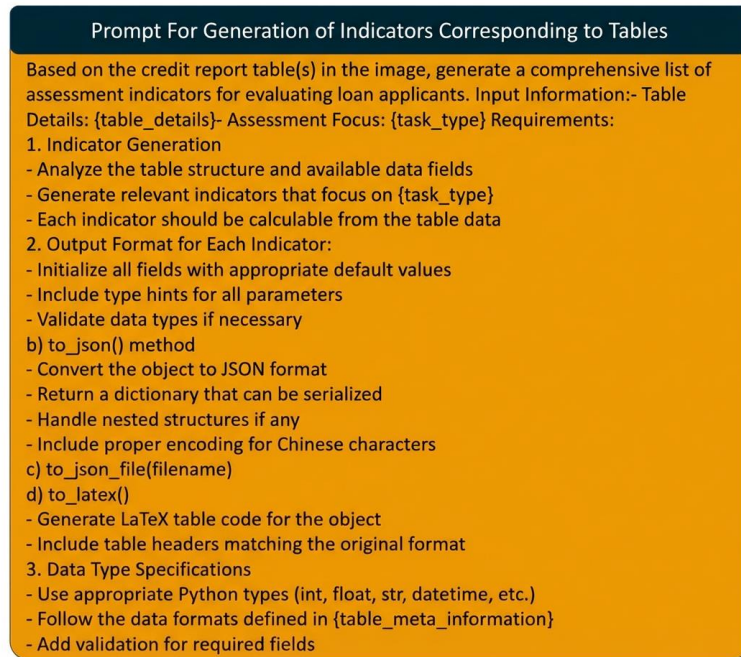 Prompt For Generation of Indicators Corresponding to Tables
Based on the credit report table(s) in the image, generate a comprehensive list of
assessment indicators for evaluating loan applicants. Input Information:- Table
Details: {table_details}- Assessment Focus: {task_type} Requirements:
1. Indicator Generation
- Analyze the table structure and available data fields
- Generate relevant indicators that focus on {task_type}
- Each indicator should be calculable from the table data
2. Output Format for Each Indicator:
- Initialize all fields with appropriate default values
- Include type hints for all parameters
- Validate data types if necessary
b) to_json() method
- Convert the object to JSON format
- Return a dictionary that can be serialized
- Handle nested structures if any
- Include proper encoding for Chinese characters
c) to_json_file(filename)
d) to_latex()
- Generate LaTeX table code for the object
- Include table headers matching the original format
3. Data Type Specifications
- Use appropriate Python types (int, float, str, datetime, etc.)
- Follow the data formats defined in {table_meta_information}
- Add validation for required fields